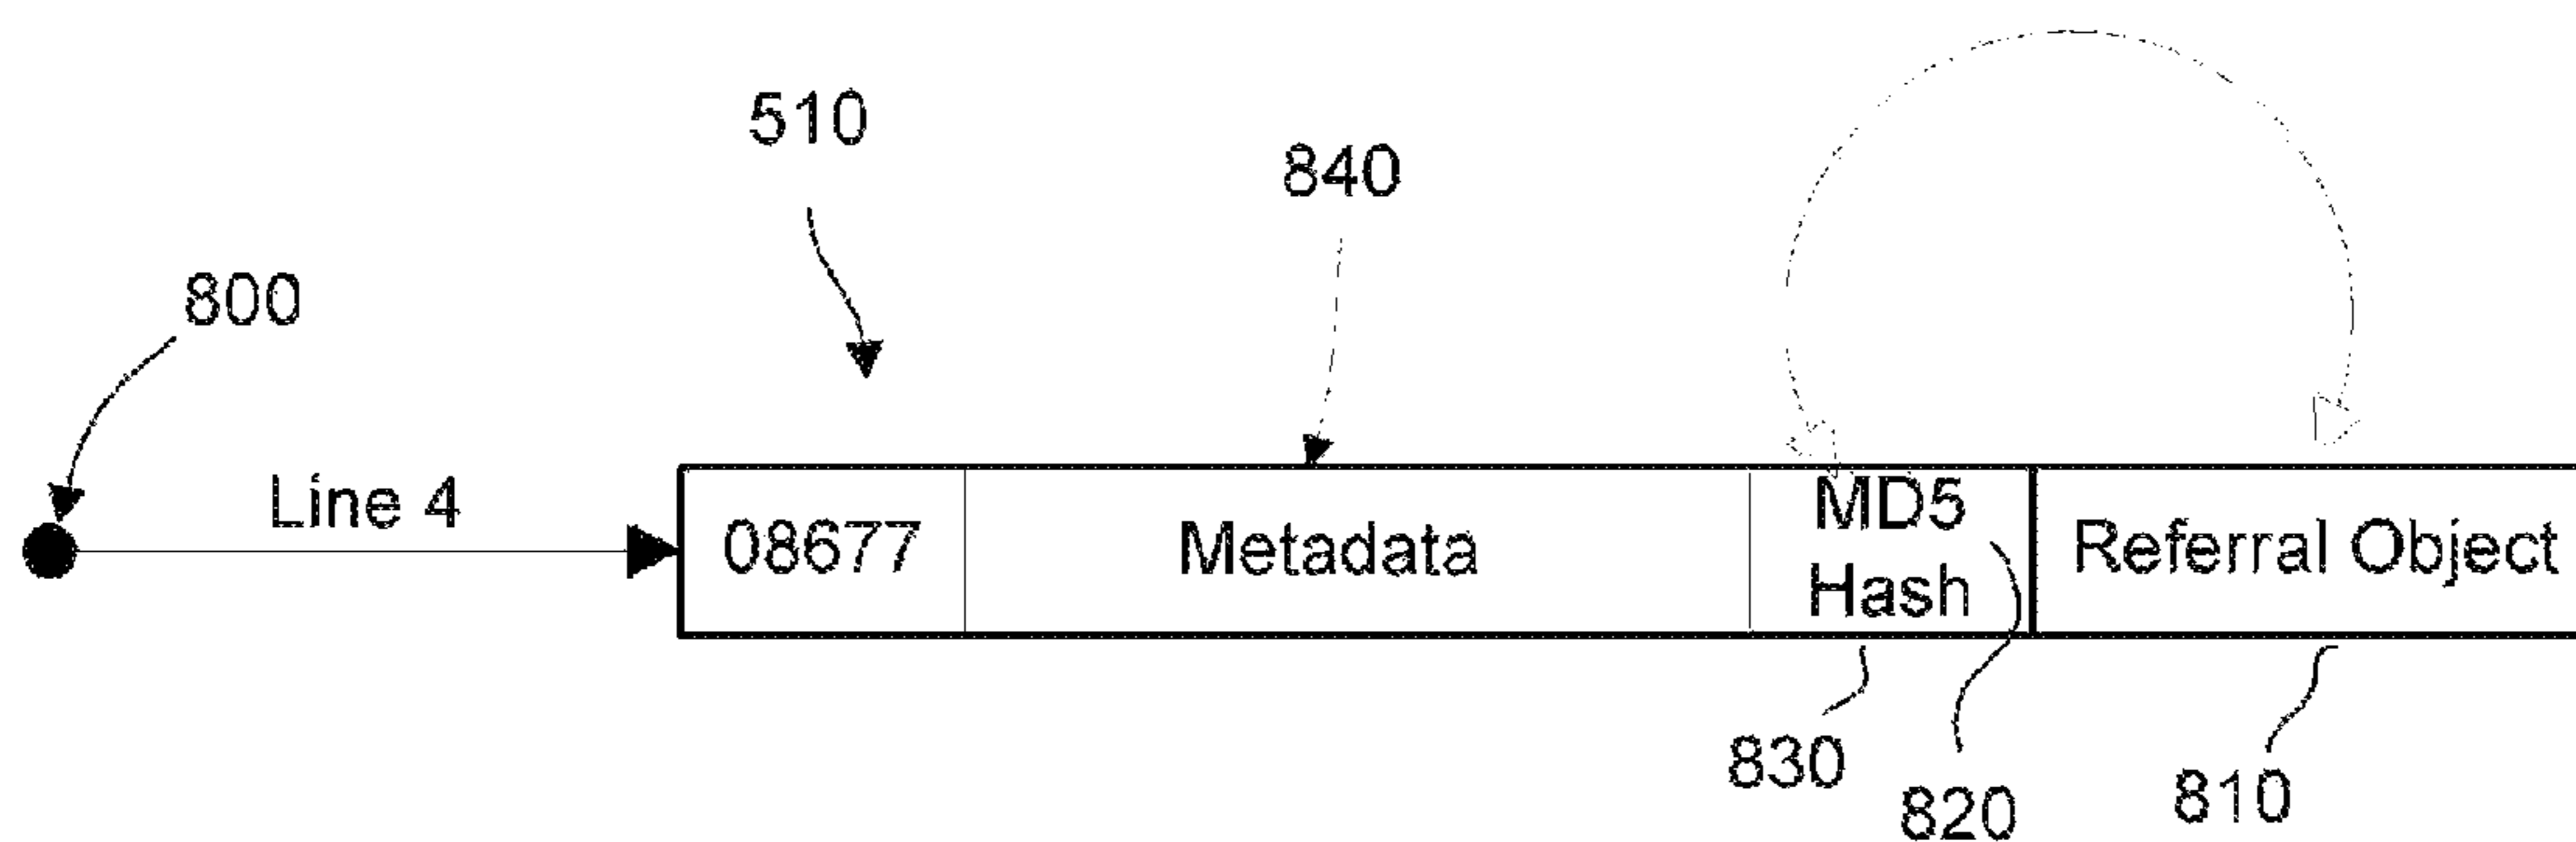 510
840
800
Line 4
08677
Metadata
MD5
Hash
Referral Object
830
820
810